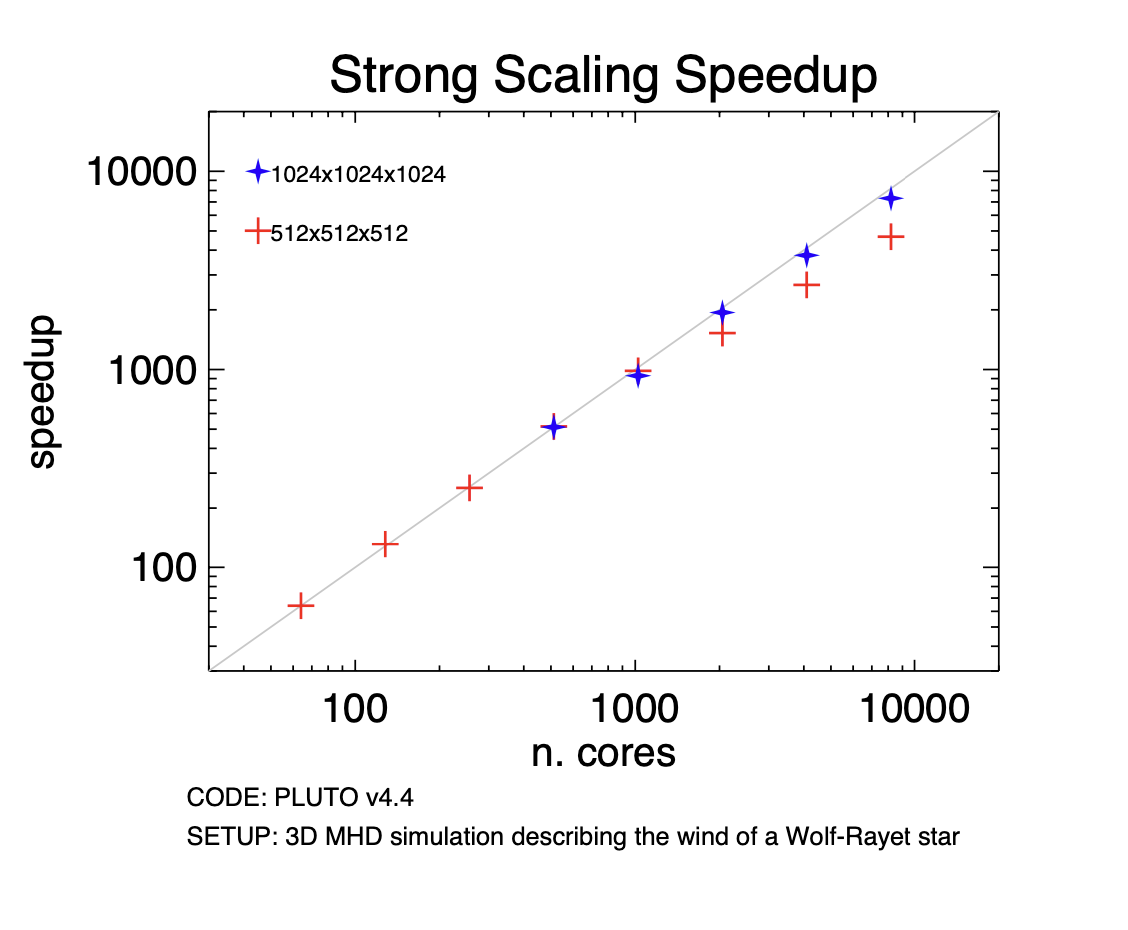 Strong Scaling Speedup
10000
1000
100
speedup
1024x1024x1024
512x512x512
100 1000 10000
n. cores
CODE: PLUTO v4.4
SETUP: 3D MHD simulation describing the wind of a Wolf-Rayet star